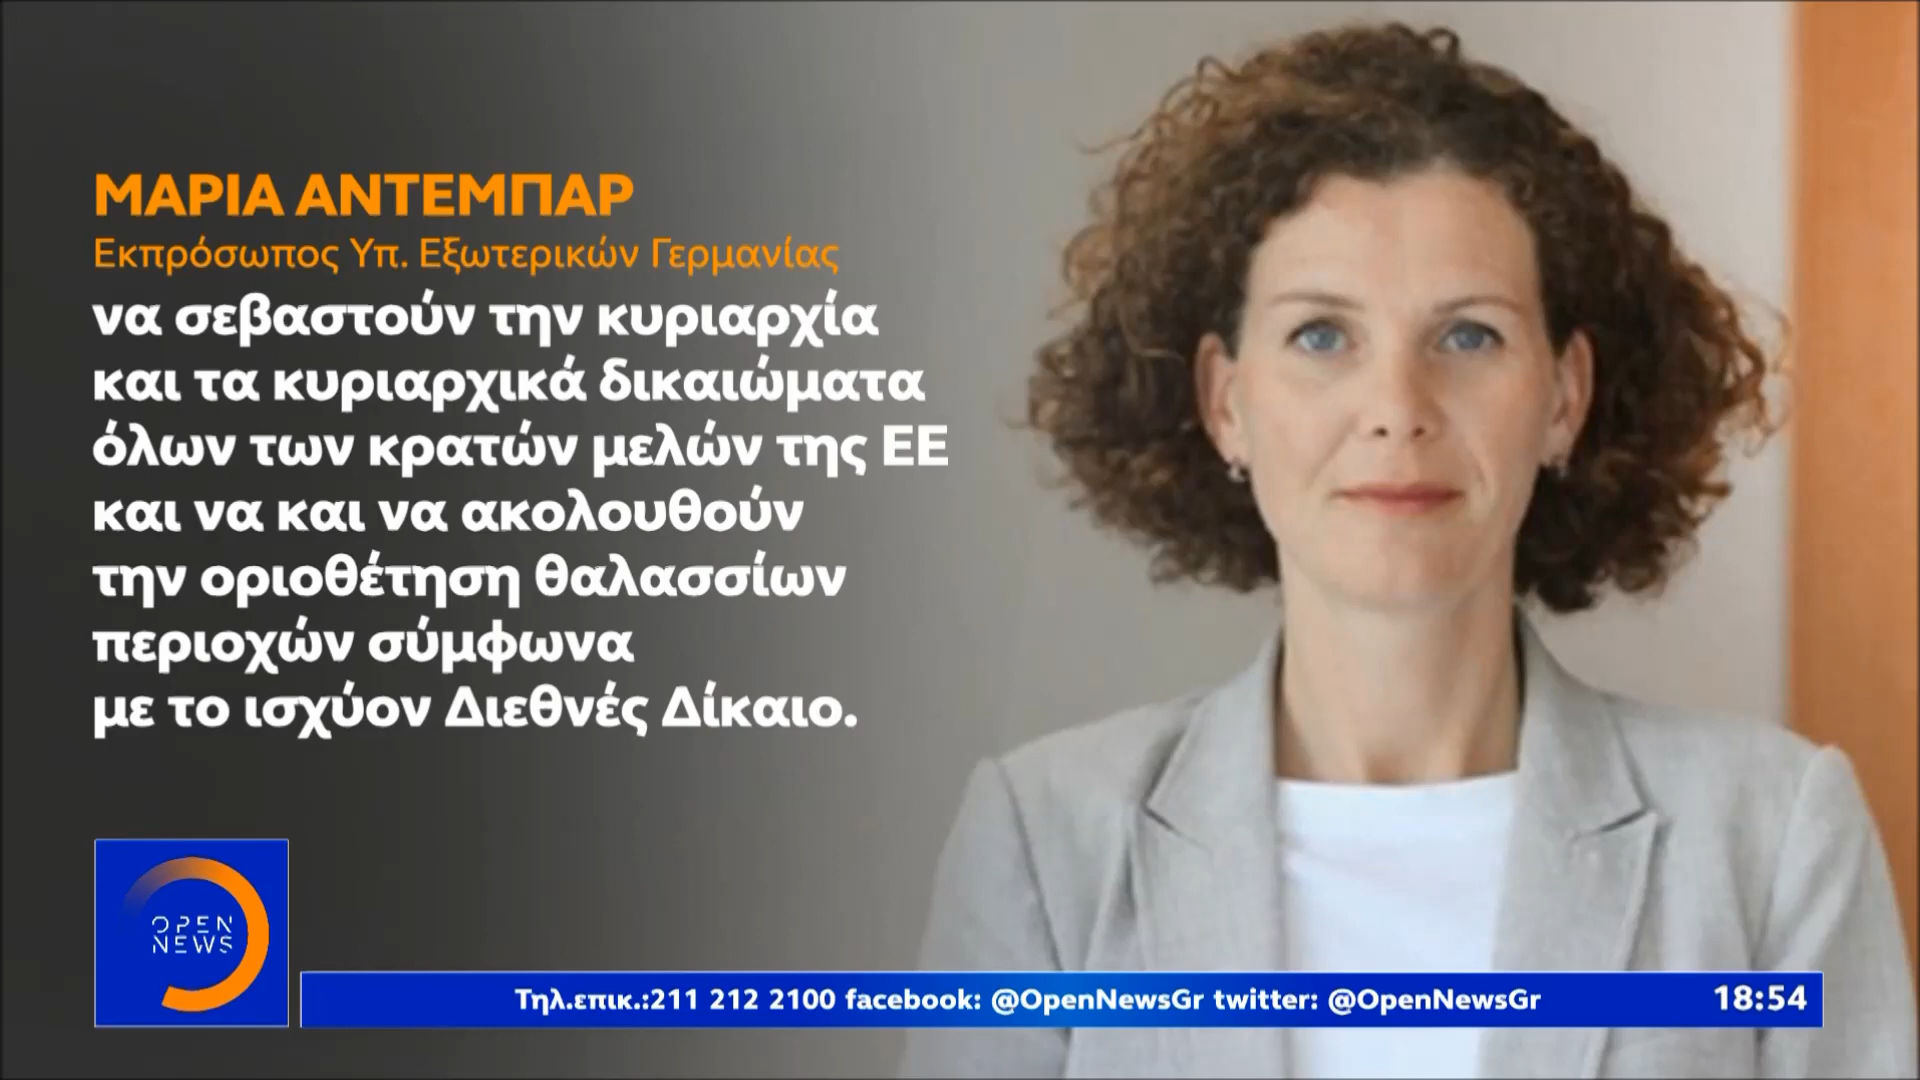 ΜΑΡΙΑ ΑΝΤΕΜΠΑΡ
Εκπρόσωπος Υπ. Εξωτερικών Γερμανίας
να σεβαστούν την κυριαρχία
και τα κυριαρχικά δικαιώματα
όλων των κρατών μελών της ΕΕ
και να και να ακολουθούν
την οριοθέτηση θαλασσίων
περιοχών σύμφωνα
με το ισχύον Διεθνές Δίκαιο.
OPEN
NEWS
Τηλ.επικ.:211 212 2100 facebook: @OpenNewsGr twitter: @OpenNewsGr
18:54